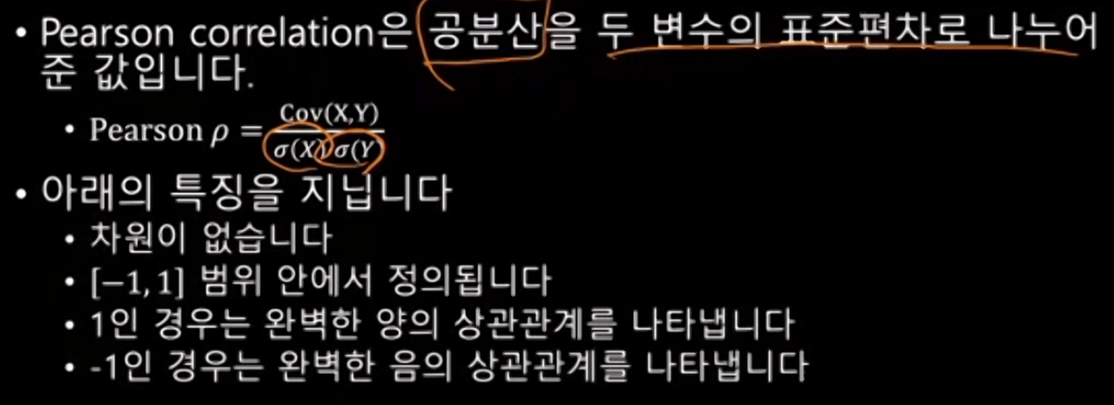 • Pearson correlation은 공분산을 두 변수의 표준편차로 나누어
준 값입니다.
• Pearson ρ = Cov(X,Y) / σ(X)σ(Y)
• 아래의 특징을 지닙니다
• 차원이 없습니다
• [−1, 1] 범위 안에서 정의됩니다
• 1인 경우는 완벽한 양의 상관관계를 나타냅니다
• -1인 경우는 완벽한 음의 상관관계를 나타냅니다